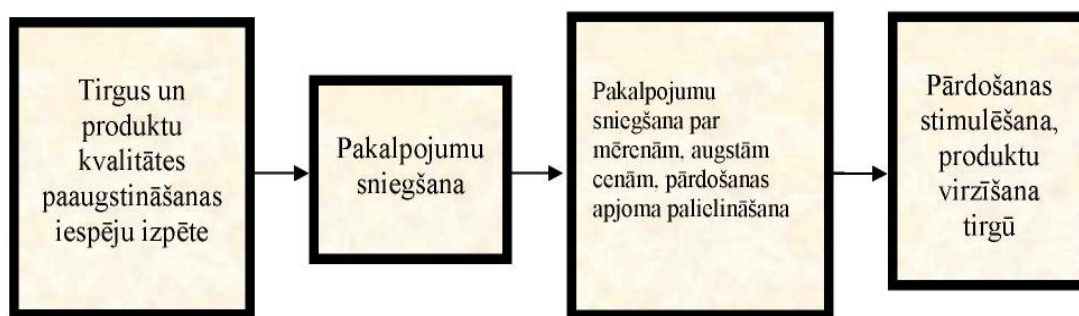 Tirgus un
produktu
kvalitātes
paaugstināšanas
iespēju izpēte
Pakalpojumu
sniegšana
Pakalpojumu
sniegšana par
mērenām, augstām
cenām, pārdošanas
apjoma palielināšana
Pārdošanas
stimulēšana,
produktu
virzīšana
tirgū